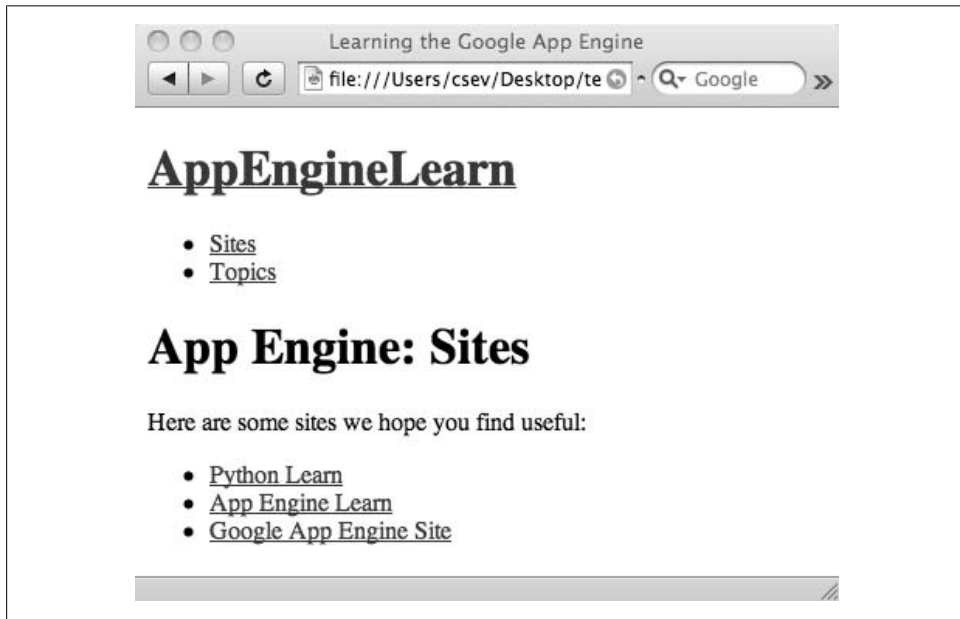 Learning the Google App Engine
file:///Users/csev/Desktop/te
Google
AppEngineLearn
Sites
Topics
App Engine: Sites
Here are some sites we hope you find useful:
Python Learn
App Engine Learn
Google App Engine Site